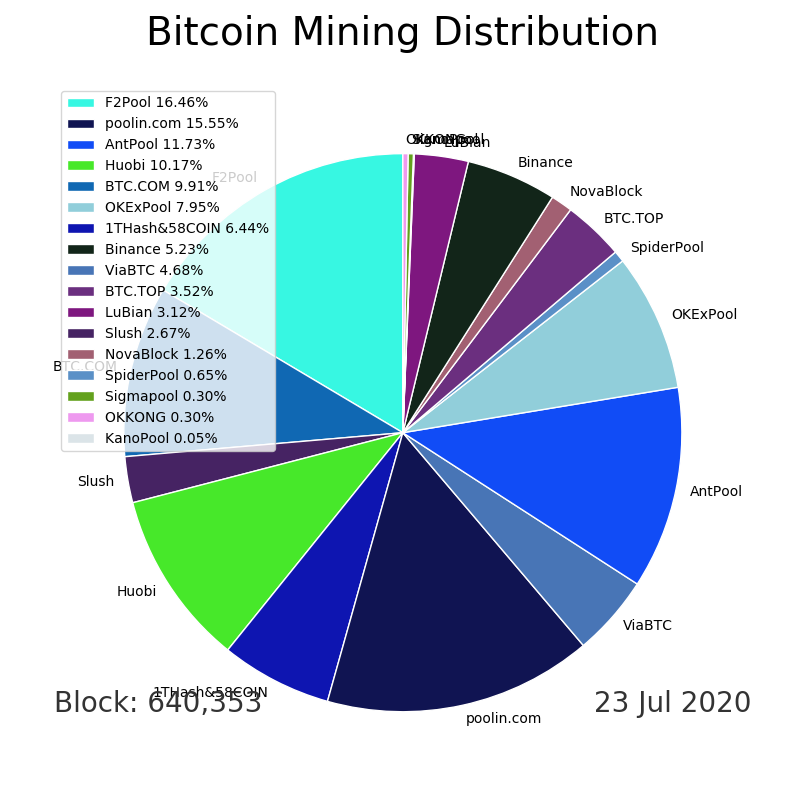 Bitcoin Mining Distribution
F2Pool 16.46%
poolin.com 15.55%
AntPool 11.73%
Huobi 10.17%
BTC.COM 9.91%
OKExPool 7.95%
1THash&58COIN 6.44%
Binance 5.23%
ViaBTC 4.68%
BTC.TOP 3.52%
LuBian 3.12%
Slush 2.67%
NovaBlock 1.26%
SpiderPool 0.65%
Sigmapool 0.30%
OKKONG 0.30%
KanoPool 0.05%
F2Pool
BTC.COM
Slush
Huobi
1THash&58COIN
poolin.com
ViaBTC
AntPool
OKExPool
SpiderPool
BTC.TOP
NovaBlock
Binance
LuBian
OKKONG
Block: 640,353
23 Jul 2020